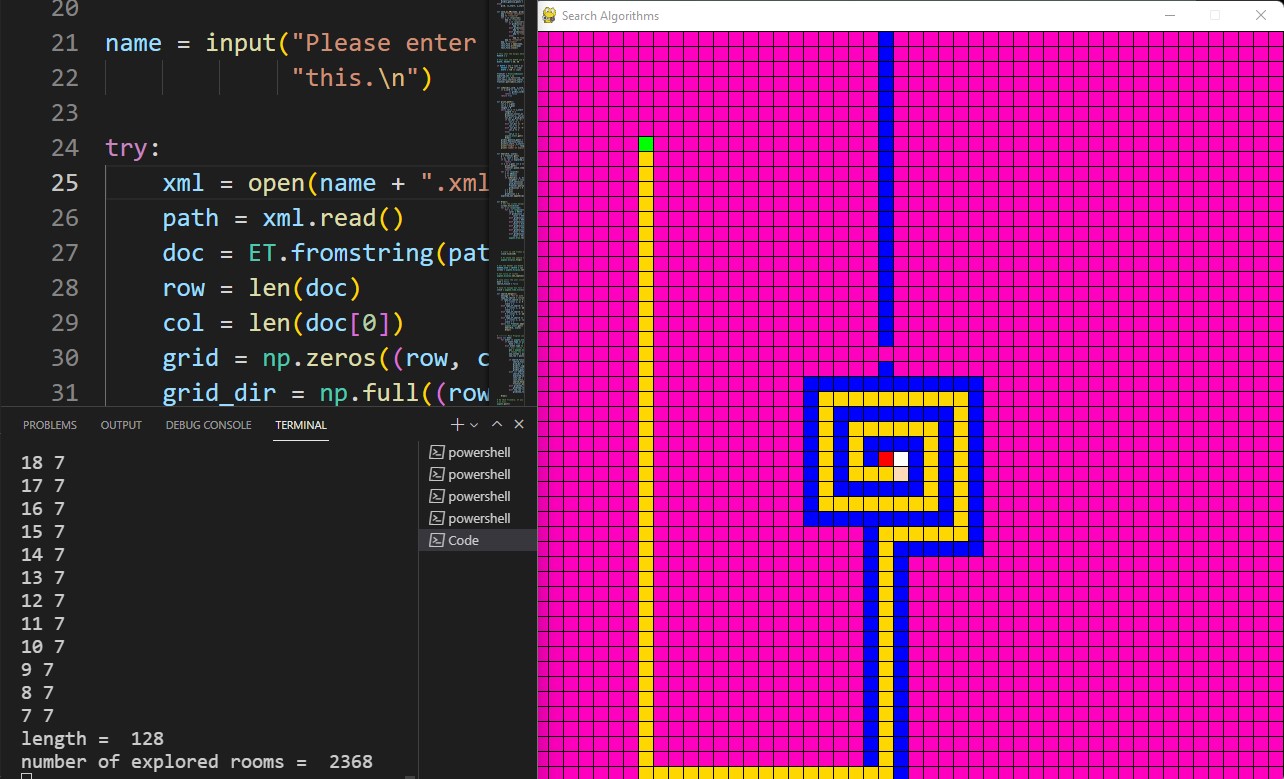 20
21 name = input("Please enter
22 "this.\n")
23
24 try:
25 xml = open(name + ".xml
26 path = xml.read()
27 doc = ET.fromstring(pat
28 row = len(doc)
29 col = len(doc[0])
30 grid = np.zeros((row, c
31 grid_dir = np.full((row
PROBLEMS OUTPUT DEBUG CONSOLE TERMINAL
18 7
17 7
16 7
15 7
14 7
13 7
12 7
11 7
10 7
9 7
8 7
7 7
length =  128
number of explored rooms =  2368
powershell
powershell
powershell
powershell
Code
Search Algorithms